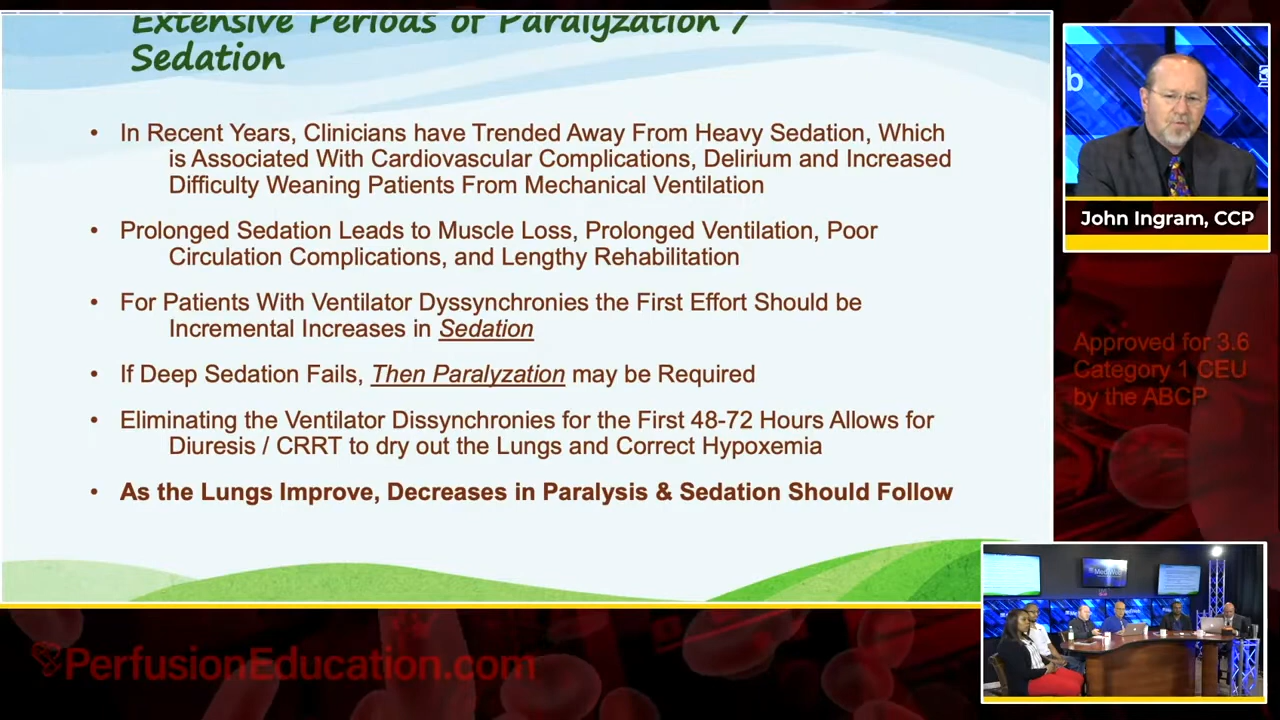 Extensive Periods of Paralyzation /
Sedation
• In Recent Years, Clinicians have Trended Away From Heavy Sedation, Which
is Associated With Cardiovascular Complications, Delirium and Increased
Difficulty Weaning Patients From Mechanical Ventilation
• Prolonged Sedation Leads to Muscle Loss, Prolonged Ventilation, Poor
Circulation Complications, and Lengthy Rehabilitation
• For Patients With Ventilator Dyssynchronies the First Effort Should be
Incremental Increases in Sedation
• If Deep Sedation Fails, Then Paralyzation may be Required
• Eliminating the Ventilator Dissynchronies for the First 48-72 Hours Allows for
Diuresis / CRRT to dry out the Lungs and Correct Hypoxemia
• As the Lungs Improve, Decreases in Paralysis & Sedation Should Follow
b
John Ingram, CCP
Approved for 3.6
Category 1 CEU
by the ABCP
PerfusionEducation.com